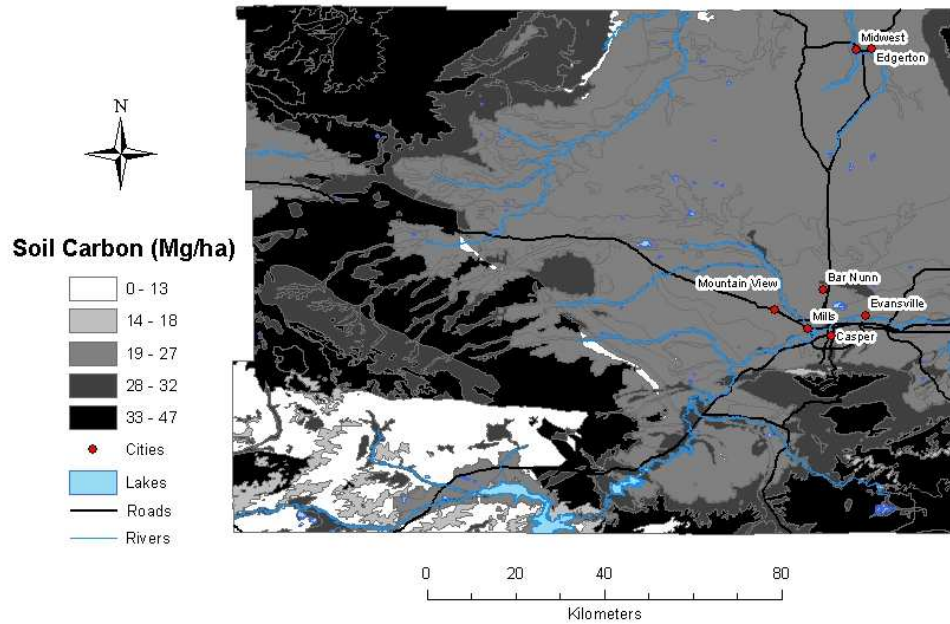 Midwest
Edgerton
N
Soil Carbon (Mg/ha)
0 - 13
14 - 18
19 - 27
28 - 32
33 - 47
Cities
Lakes
Roads
Rivers
Bar Nunn
Mountain View
Evansville
Mills
Casper
0 20 40 80
Kilometers